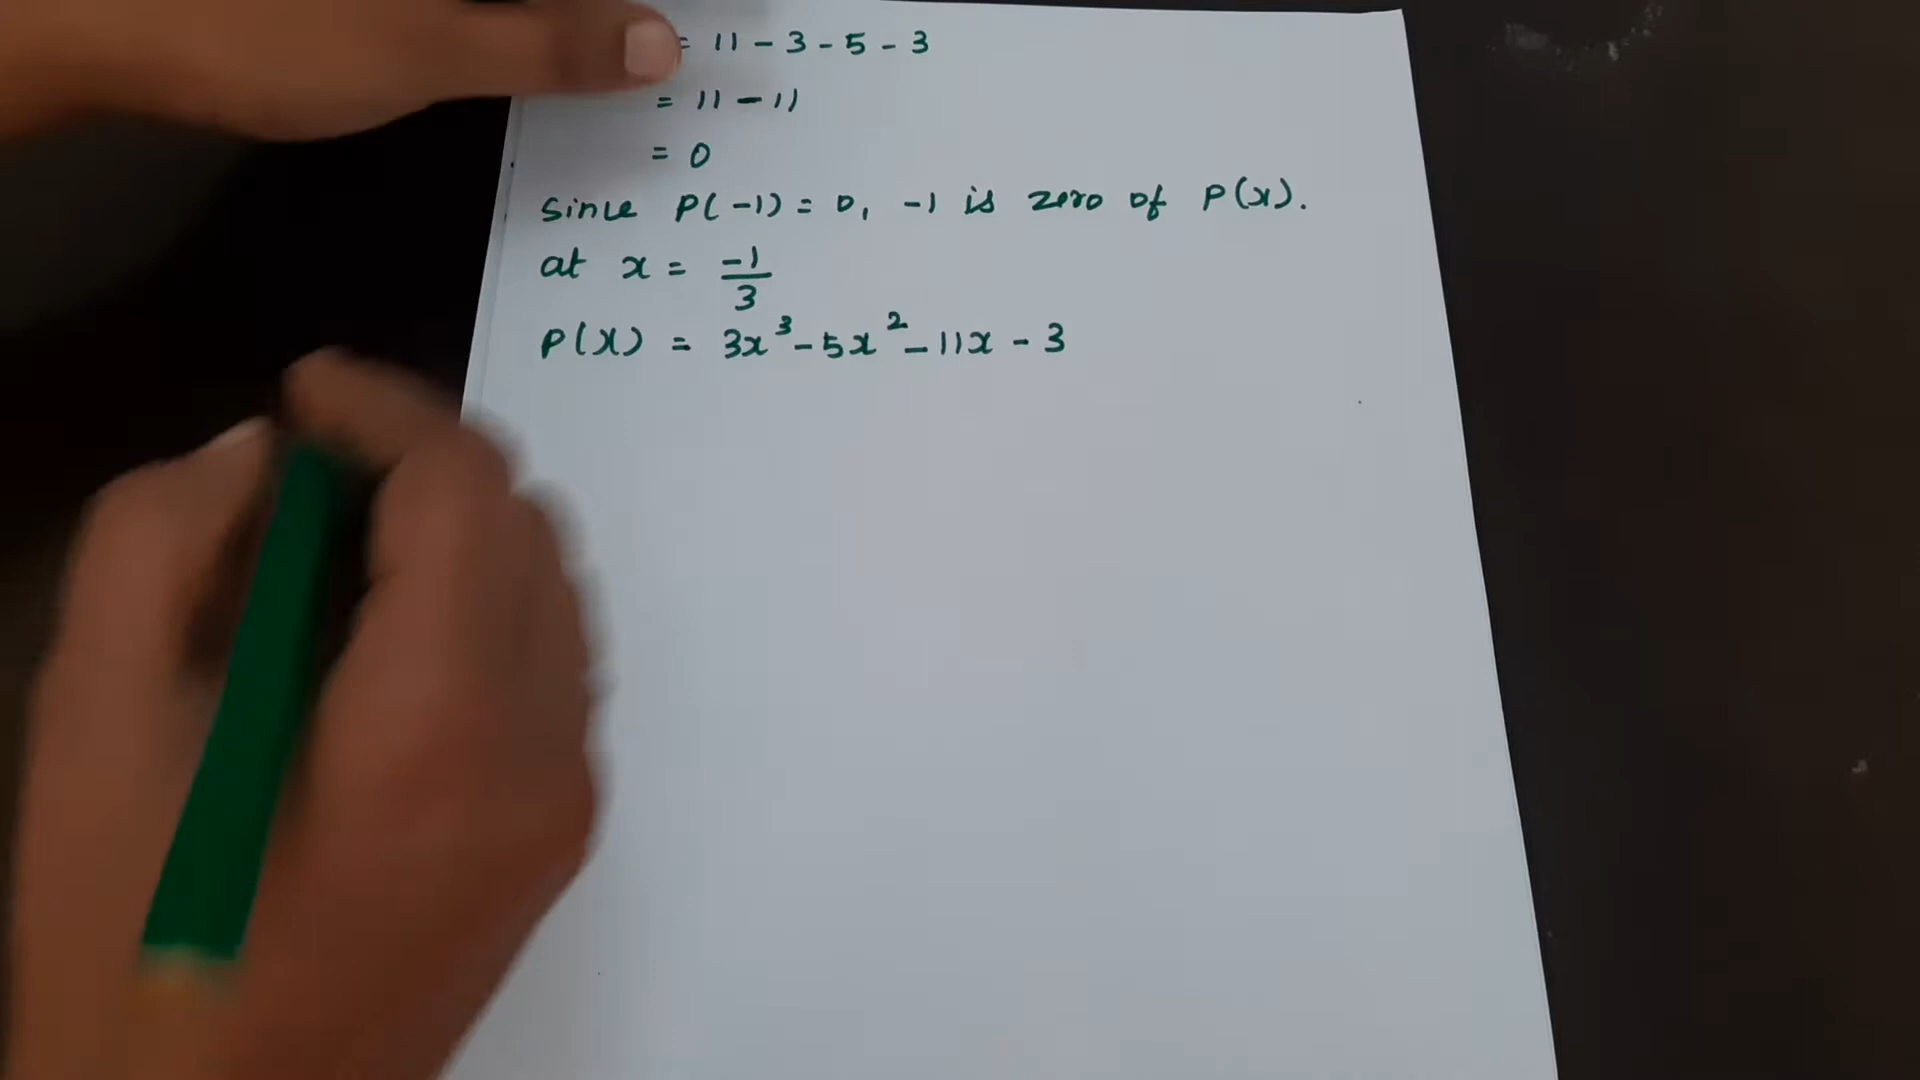 = 11 - 3 - 5 - 3
= 11 - 11
= 0
Since P(-1) = 0, -1 is zero of P(x).
at x = -1/3
P(x) = 3x³ - 5x² - 11x - 3